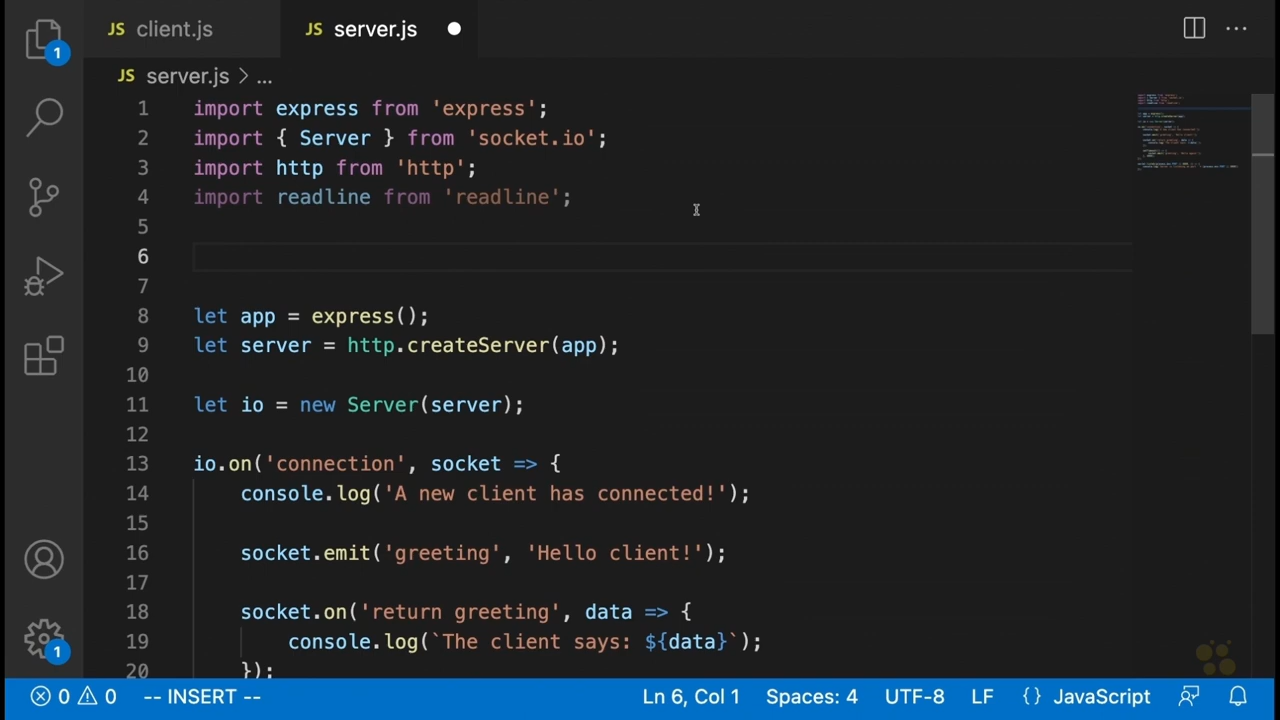 JS client.js
JS server.js
1
JS server.js > ...
1 import express from 'express';
2 import { Server } from 'socket.io';
3 import http from 'http';
4 import readline from 'readline';
5
6
7
8 let app = express();
9 let server = http.createServer(app);
10
11 let io = new Server(server);
12
13 io.on('connection', socket => {
14 console.log('A new client has connected!');
15
16 socket.emit('greeting', 'Hello client!');
17
18 socket.on('return greeting', data => {
19 console.log(`The client says: ${data}`);
20 });
1
0 0 -- INSERT -- Ln 6, Col 1 Spaces: 4 UTF-8 LF {} JavaScript